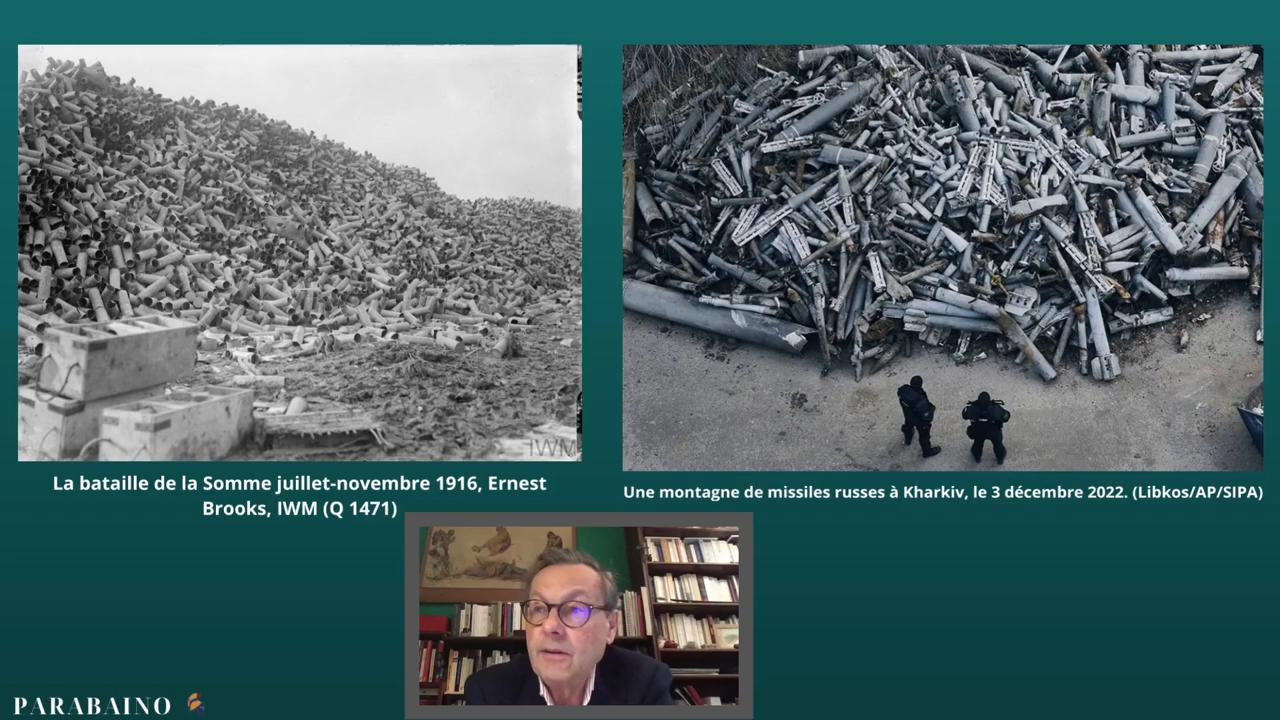 IWM
La bataille de la Somme juillet-novembre 1916, Ernest
Brooks, IWM (Q 1471)
Une montagne de missiles russes à Kharkiv, le 3 décembre 2022. (Libkos/AP/SIPA)
PARABAINO